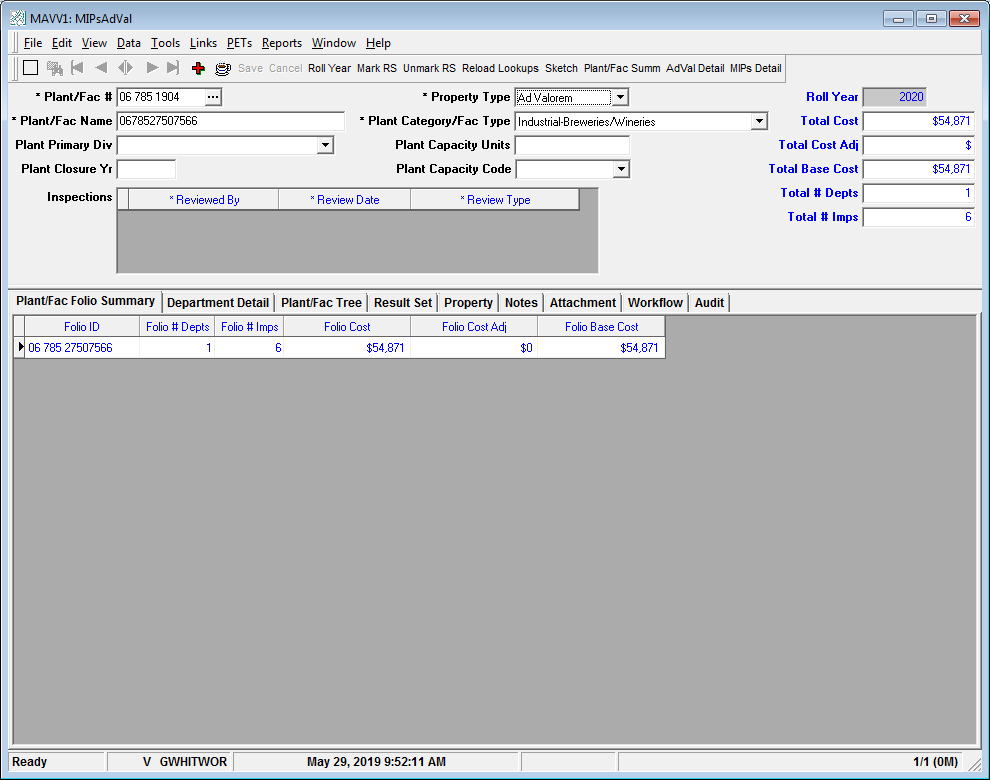 MAVV1: MIPsAdVal
File Edit View Data Tools Links PETs Reports Window Help
Save Cancel Roll Year Mark RS Unmark RS Reload Lookups Sketch Plant/Fac Summ AdVal Detail MIPs Detail
* Plant/Fac # 06 785 1904 ... * Property Type Ad Valorem Roll Year 2020
* Plant/Fac Name 0678527507566 * Plant Category/Fac Type Industrial-Breweries/Wineries Total Cost $54,871
Plant Primary Div Plant Capacity Units Total Cost Adj $
Plant Closure Yr Plant Capacity Code Total Base Cost $54,871
Inspections * Reviewed By * Review Date * Review Type Total # Depts 1
Total # Imps 6
Plant/Fac Folio Summary Department Detail Plant/Fac Tree Result Set Property Notes Attachment Workflow Audit
Folio ID Folio # Depts Folio # Imps Folio Cost Folio Cost Adj Folio Base Cost
06 785 27507566 1 6 $54,871 $0 $54,871
Ready V GWHITWOR May 29, 2019 9:52:11 AM 1/1 (0M)